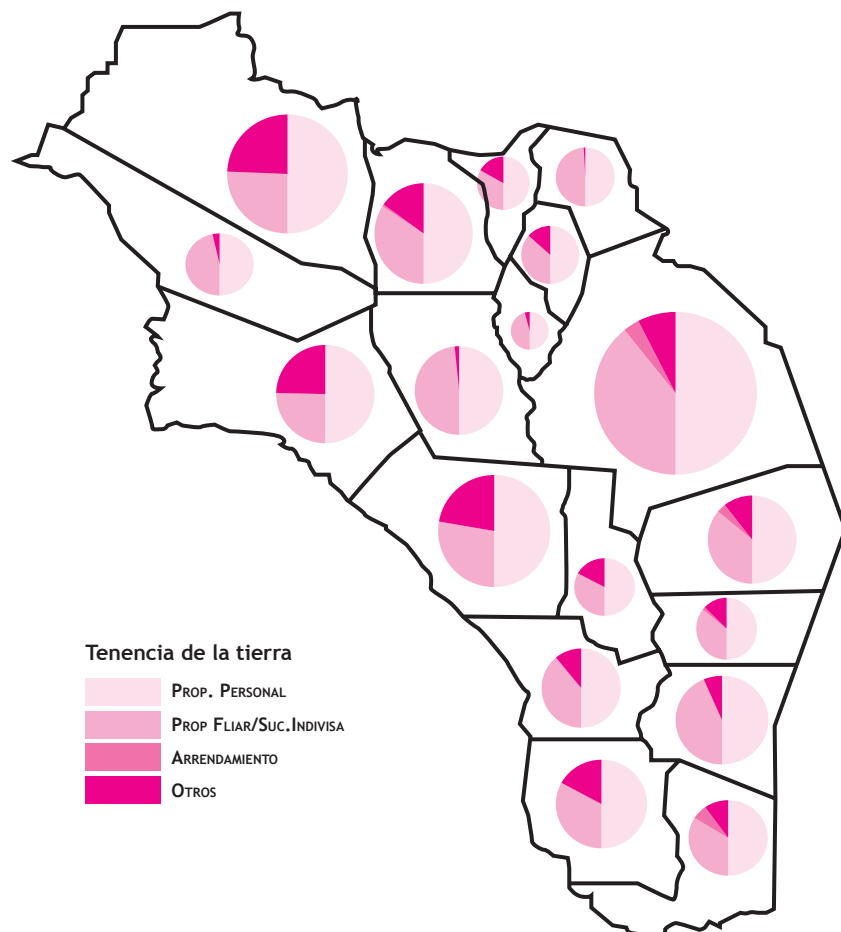 Tenencia de la tierra
Prop. Personal
Prop Fliar/Suc.Indivisa
Arrendamiento
Otros